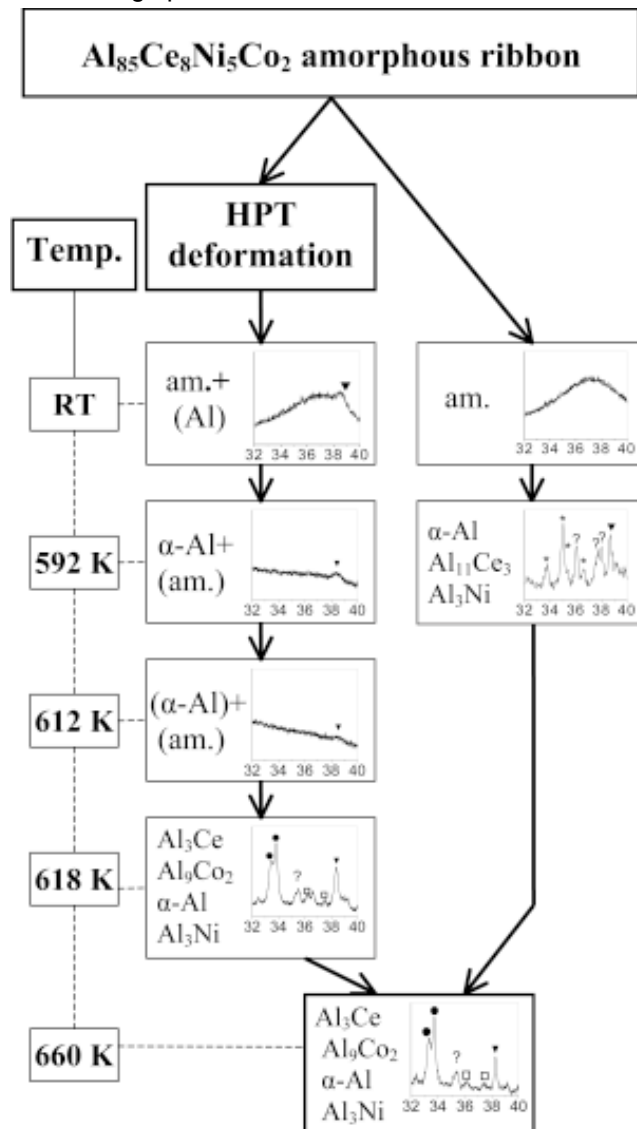 Al₈₅Ce₈Ni₅Co₂ amorphous ribbon
HPT
deformation
Temp.
RT
am.+
(Al)
32 34 36 38 40
am.
32 34 36 38 40
592 K
α-Al+
(am.)
32 34 36 38 40
α-Al
Al₁₁Ce₃
Al₃Ni
* * ? * ? ?
32 34 36 38 40
612 K
(α-Al)+
(am.)
32 34 36 38 40
618 K
Al₃Ce
Al₉Co₂
α-Al
Al₃Ni
?
32 34 36 38 40
660 K
Al₃Ce
Al₉Co₂
α-Al
Al₃Ni
?
32 34 36 38 40